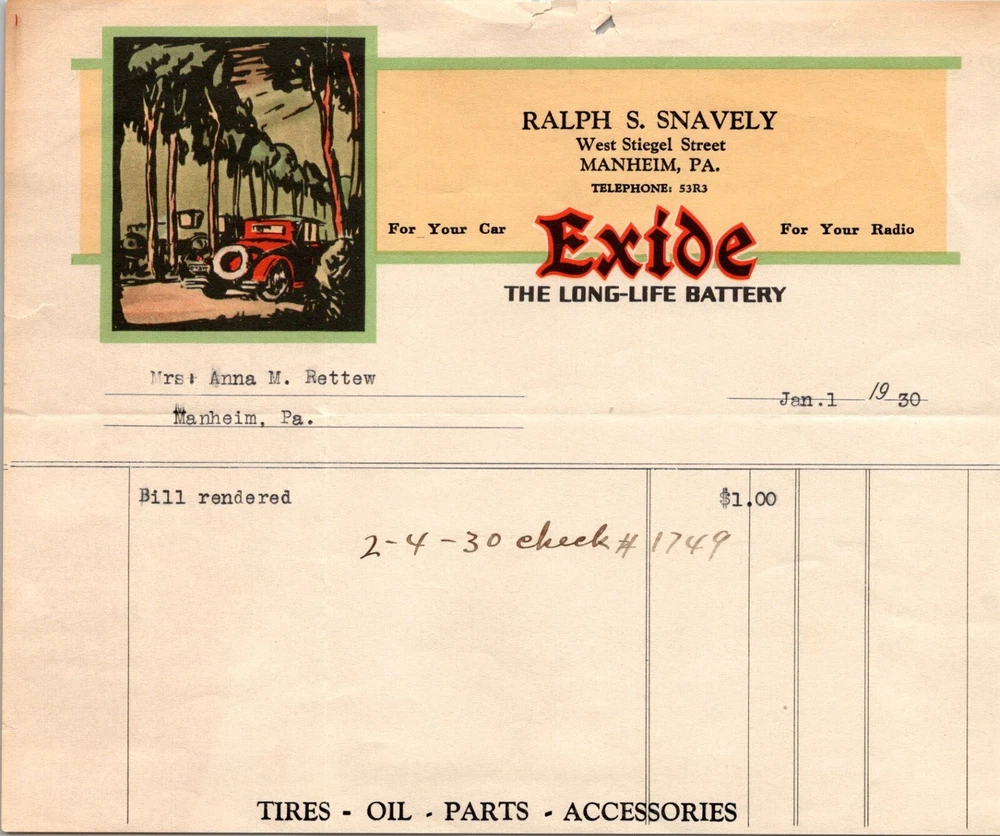 RALPH S. SNAVELY
West Stiegel Street
MANHEIM, PA.
TELEPHONE: 53R3
For Your Car
Exide
For Your Radio
THE LONG-LIFE BATTERY
Mrs. Anna M. Rettew
Jan.1 19 30
Manheim, Pa.
Bill rendered $1.00
2-4-30 check # 1749
TIRES - OIL - PARTS - ACCESSORIES